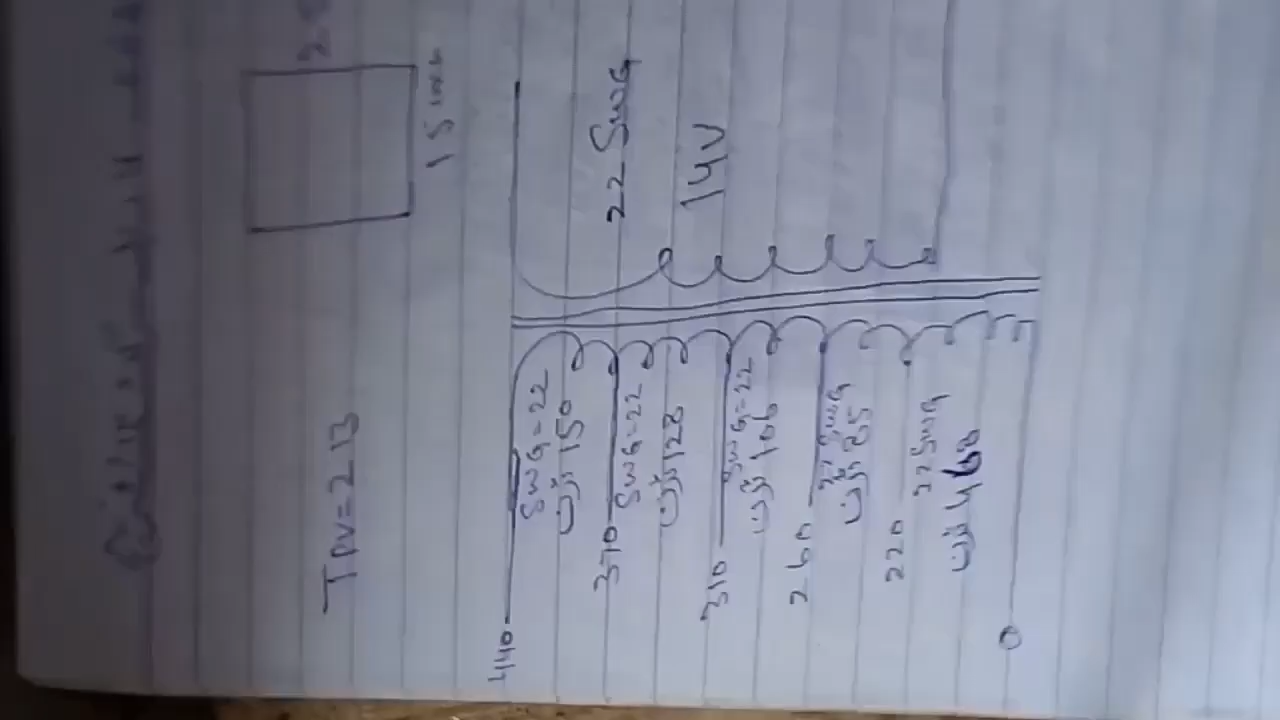 1.5 inch
TPV=2.13
440
SWG=22
ٹرن 150
22 SWG
370
SWG=22
ٹرن 128
14V
310
SWG=22
ٹرن 106
260
22 SWG
ٹرن 85
220
22 SWG
ٹرن 468
0